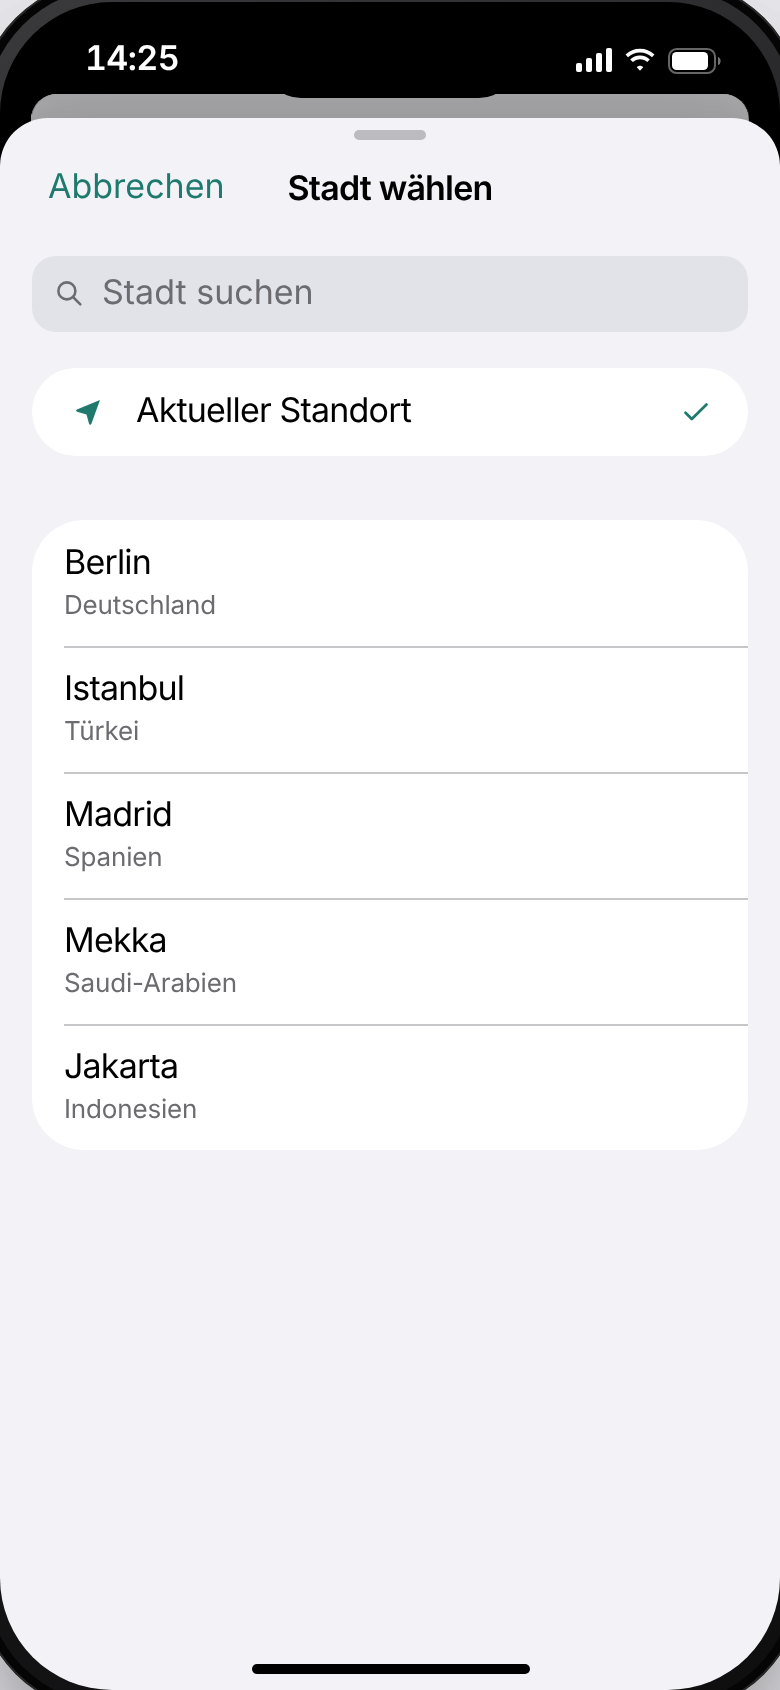 14:25
Abbrechen Stadt wählen
Stadt suchen
Aktueller Standort
Berlin
Deutschland
Istanbul
Türkei
Madrid
Spanien
Mekka
Saudi-Arabien
Jakarta
Indonesien